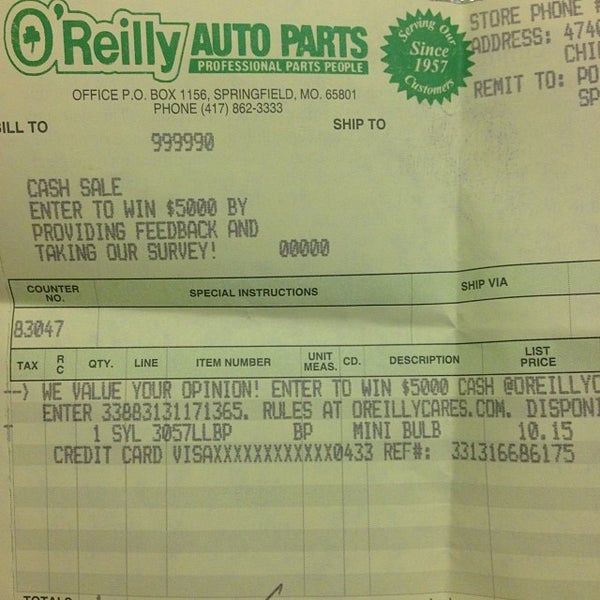 O'Reilly AUTO PARTS
PROFESSIONAL PARTS PEOPLE
Serving Our
Since
1957
Customers
STORE PHONE #
ADDRESS: 4740
CHI
REMIT TO: PO
SP
OFFICE P.O. BOX 1156, SPRINGFIELD, MO. 65801
PHONE (417) 862-3333
BILL TO SHIP TO
999990
CASH SALE
ENTER TO WIN $5000 BY
PROVIDING FEEDBACK AND
TAKING OUR SURVEY! 00000
COUNTER NO. SPECIAL INSTRUCTIONS SHIP VIA
83047
TAX RC QTY. LINE ITEM NUMBER UNIT MEAS. CD. DESCRIPTION LIST PRICE
--> WE VALUE YOUR OPINION! ENTER TO WIN $5000 CASH @OREILLYC
ENTER 33883131171365. RULES AT OREILLYCARES.COM. DISPONI
T 1 SYL 3057LLBP BP MINI BULB 10.15
CREDIT CARD VISAXXXXXXXXXXXX0433 REF#: 331316686175
TOTALS